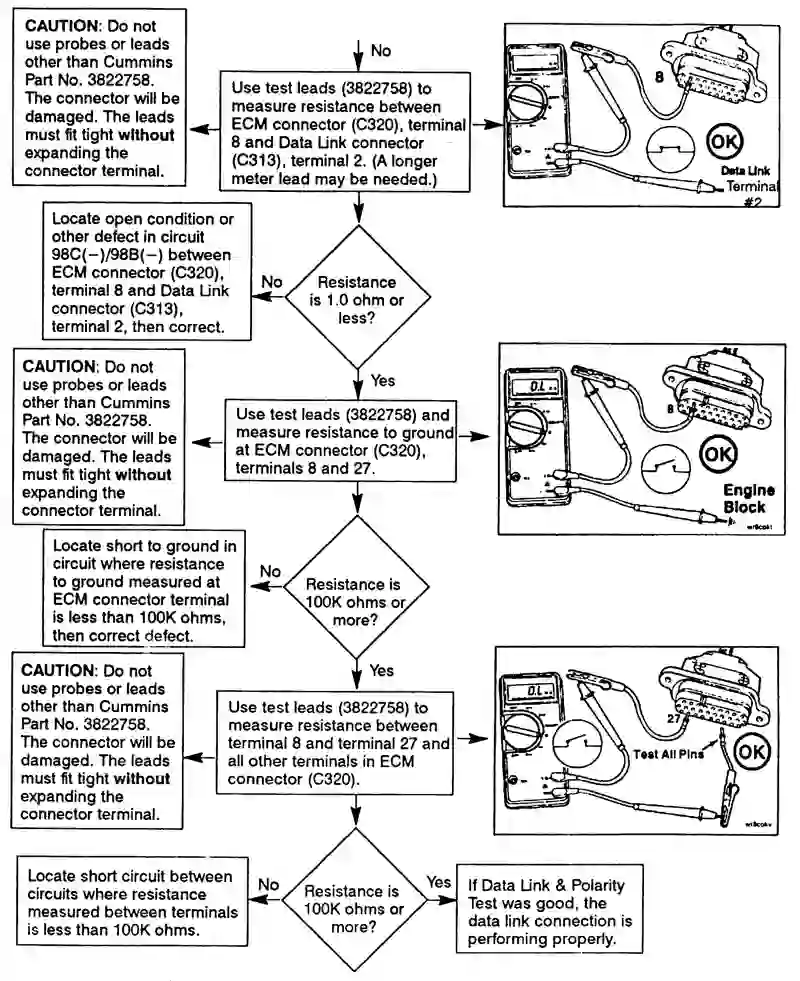 CAUTION: Do not
use probes or leads
other than Cummins
Part No. 3822758.
The connector will be
damaged. The leads
must fit tight without
expanding the
connector terminal.
No
Use test leads (3822758) to
measure resistance between
ECM connector (C320), terminal
8 and Data Link connector
(C313), terminal 2. (A longer
meter lead may be needed.)
8
OK
Data Link
Terminal
#2
Locate open condition or
other defect in circuit
98C(−)/98B(−) between
ECM connector (C320),
terminal 8 and Data Link
connector (C313),
terminal 2, then correct.
No
Resistance
is 1.0 ohm or
less?
Yes
CAUTION: Do not
use probes or leads
other than Cummins
Part No. 3822758.
The connector will be
damaged. The leads
must fit tight without
expanding the
connector terminal.
Use test leads (3822758) and
measure resistance to ground
at ECM connector (C320),
terminals 8 and 27.
O.L
8
OK
Engine
Block
Locate short to ground in
circuit where resistance
to ground measured at
ECM connector terminal
is less than 100K ohms,
then correct defect.
No
Resistance is
100K ohms or
more?
Yes
CAUTION: Do not
use probes or leads
other than Cummins
Part No. 3822758.
The connector will be
damaged. The leads
must fit tight without
expanding the
connector terminal.
Use test leads (3822758) to
measure resistance between
terminal 8 and terminal 27 and
all other terminals in ECM
connector (C320).
O.L
27
Test All Pins
OK
Locate short circuit between
circuits where resistance
measured between terminals
is less than 100K ohms.
No
Resistance is
100K ohms or
more?
Yes
If Data Link & Polarity
Test was good, the
data link connection is
performing properly.